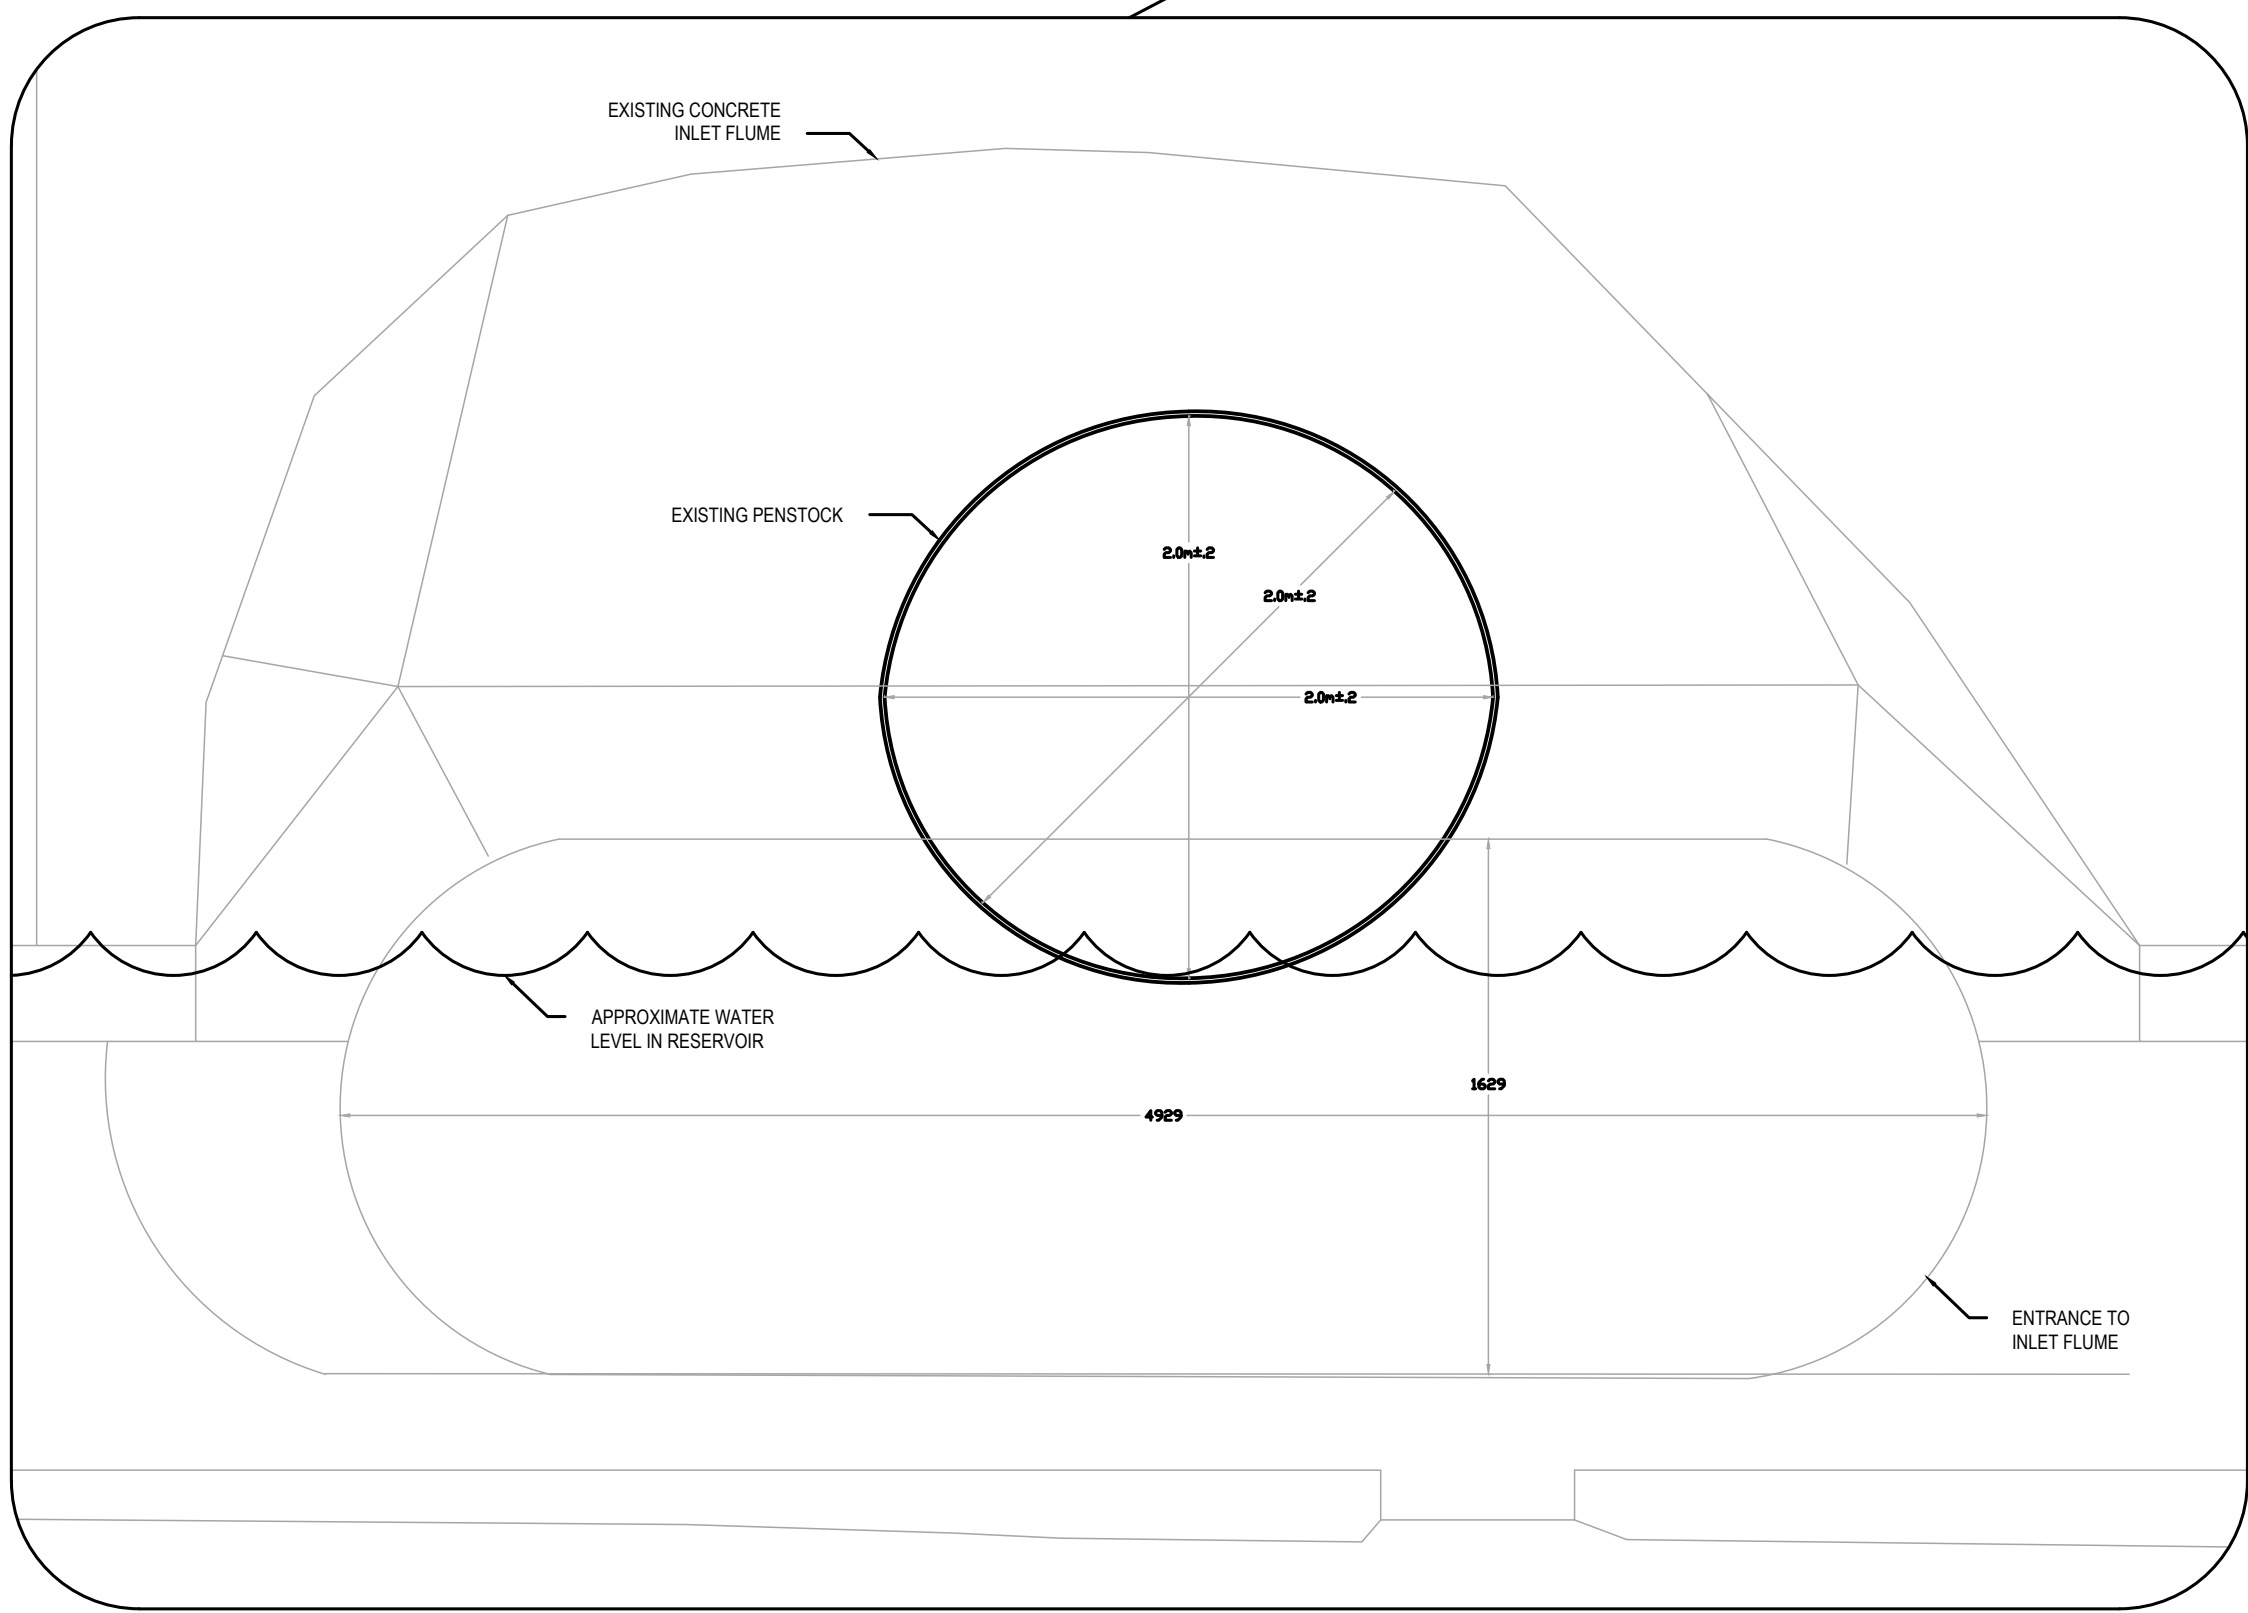 EXISTING CONCRETE
INLET FLUME
EXISTING PENSTOCK
2.0m±.2
2.0m±.2
2.0m±.2
APPROXIMATE WATER
LEVEL IN RESERVOIR
1629
4929
ENTRANCE TO
INLET FLUME